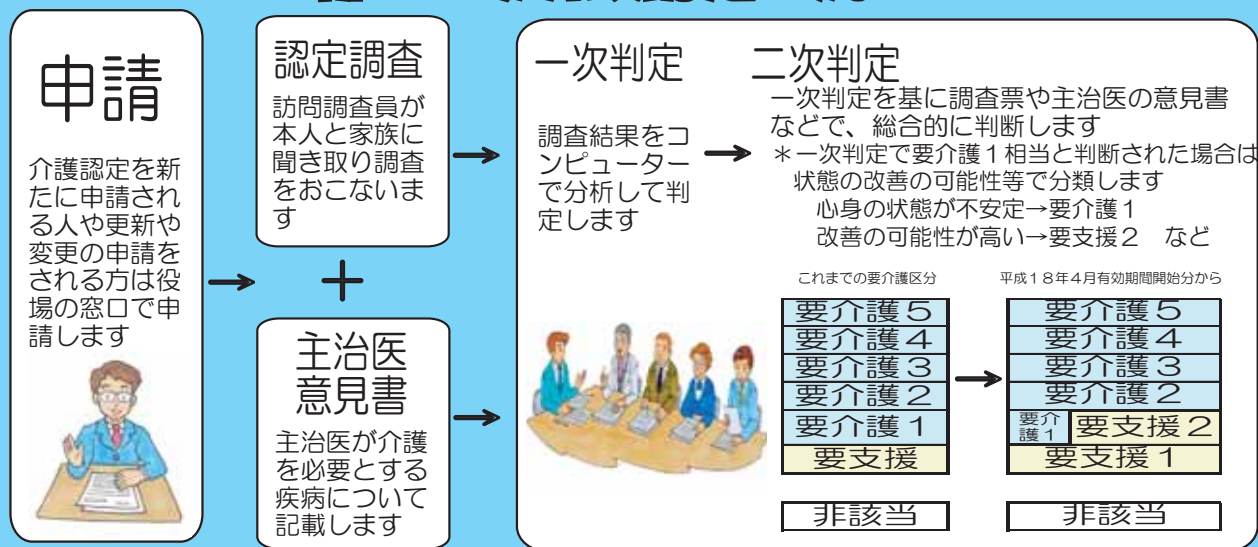 申請
介護認定を新
たに申請され
る人や更新や
変更の申請を
される方は役
場の窓口で申
請します
認定調査
訪問調査員が
本人と家族に
聞き取り調査
をおこないま
す
＋
主治医
意見書
主治医が介護
を必要とする
疾病について
記載します
一次判定
調査結果をコ
ンピューター
で分析して判
定します
二次判定
一次判定を基に調査票や主治医の意見書
などで、総合的に判断します
＊一次判定で要介護１相当と判断された場合は
状態の改善の可能性等で分類します
心身の状態が不安定→要介護１
改善の可能性が高い→要支援２　など
これまでの要介護区分
要介護５
要介護４
要介護３
要介護２
要介護１
要支援
非該当
平成１８年４月有効期間開始分から
要介護５
要介護４
要介護３
要介護２
要介
護１
要支援２
要支援１
非該当